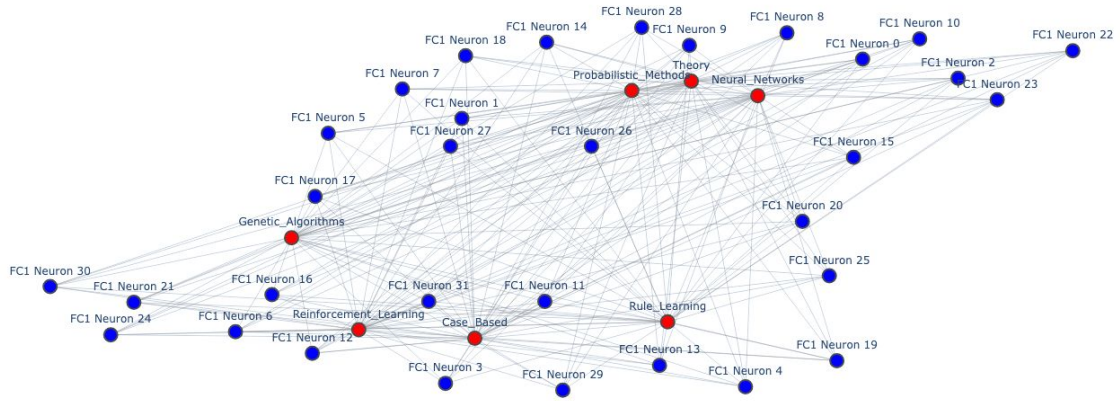 FC1 Neuron 28
FC1 Neuron 8
FC1 Neuron 10
FC1 Neuron 14
FC1 Neuron 9
FC1 Neuron 22
FC1 Neuron 18
FC1 Neuron 0
Theory
FC1 Neuron 2
FC1 Neuron 7
Probabilistic_Methods
Neural_Networks
FC1 Neuron 23
FC1 Neuron 1
FC1 Neuron 5
FC1 Neuron 27
FC1 Neuron 26
FC1 Neuron 15
FC1 Neuron 17
FC1 Neuron 20
Genetic_Algorithms
FC1 Neuron 30
FC1 Neuron 25
FC1 Neuron 21
FC1 Neuron 16
FC1 Neuron 31
FC1 Neuron 11
Rule_Learning
Reinforcement_Learning
FC1 Neuron 24
FC1 Neuron 6
Case_Based
FC1 Neuron 12
FC1 Neuron 13
FC1 Neuron 19
FC1 Neuron 3
FC1 Neuron 29
FC1 Neuron 4